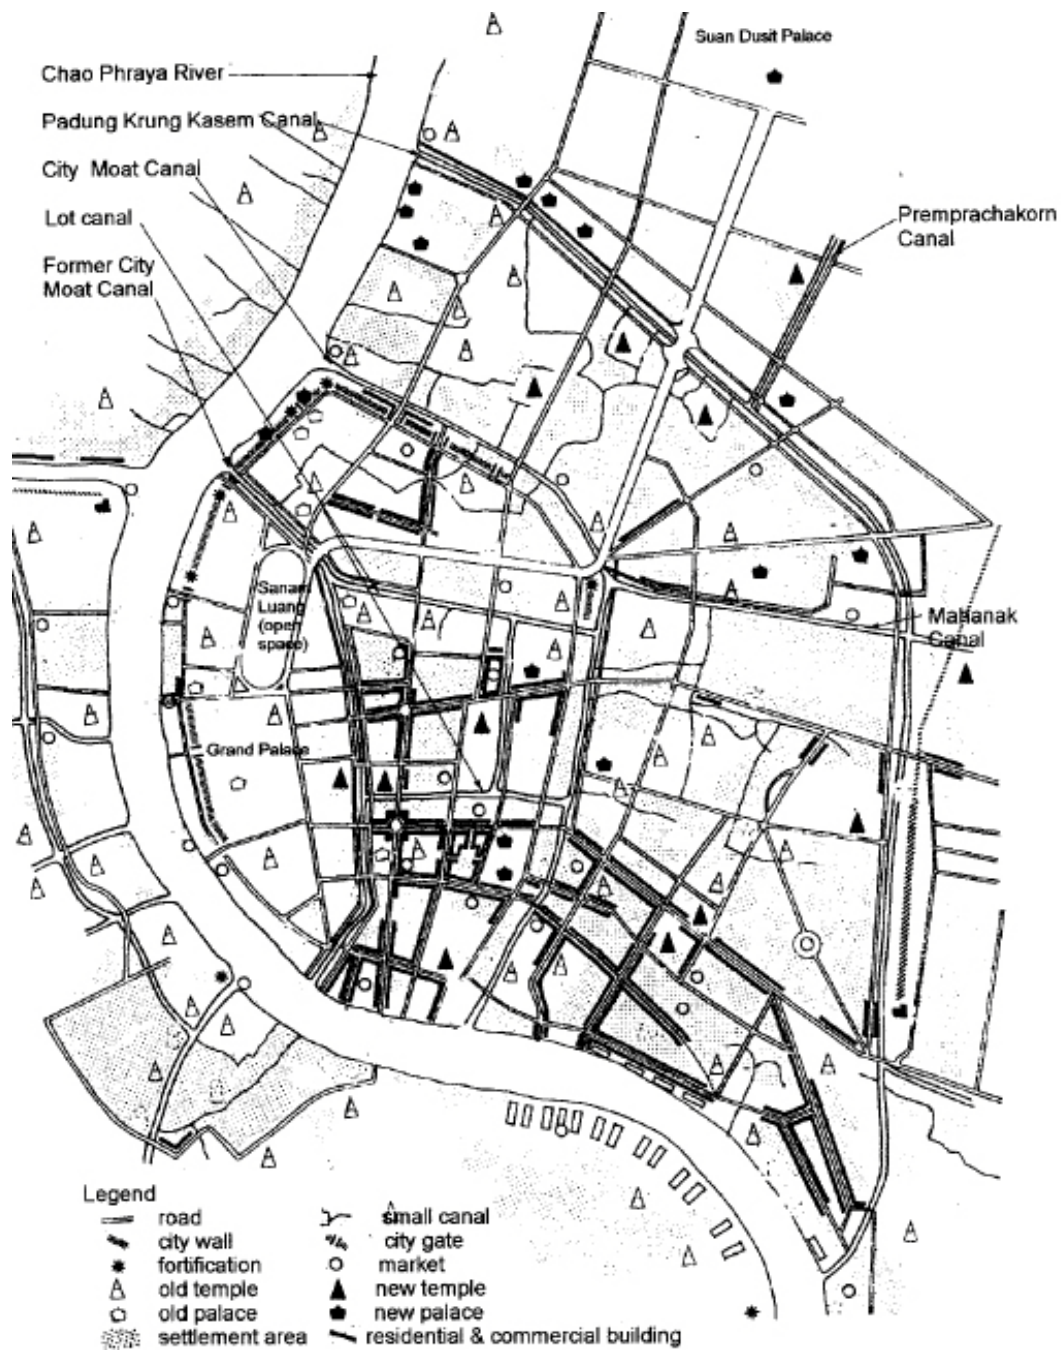 Suan Dusit Palace
Chao Phraya River
Padung Krung Kasem Canal
City Moat Canal
Lot canal
Former City
Moat Canal
Premprachakorn
Canal
Sanam
Luang
(open
space)
Mahanak
Canal
Grand Palace
Legend
road
city wall
fortification
old temple
old palace
settlement area
small canal
city gate
market
new temple
new palace
residential & commercial building